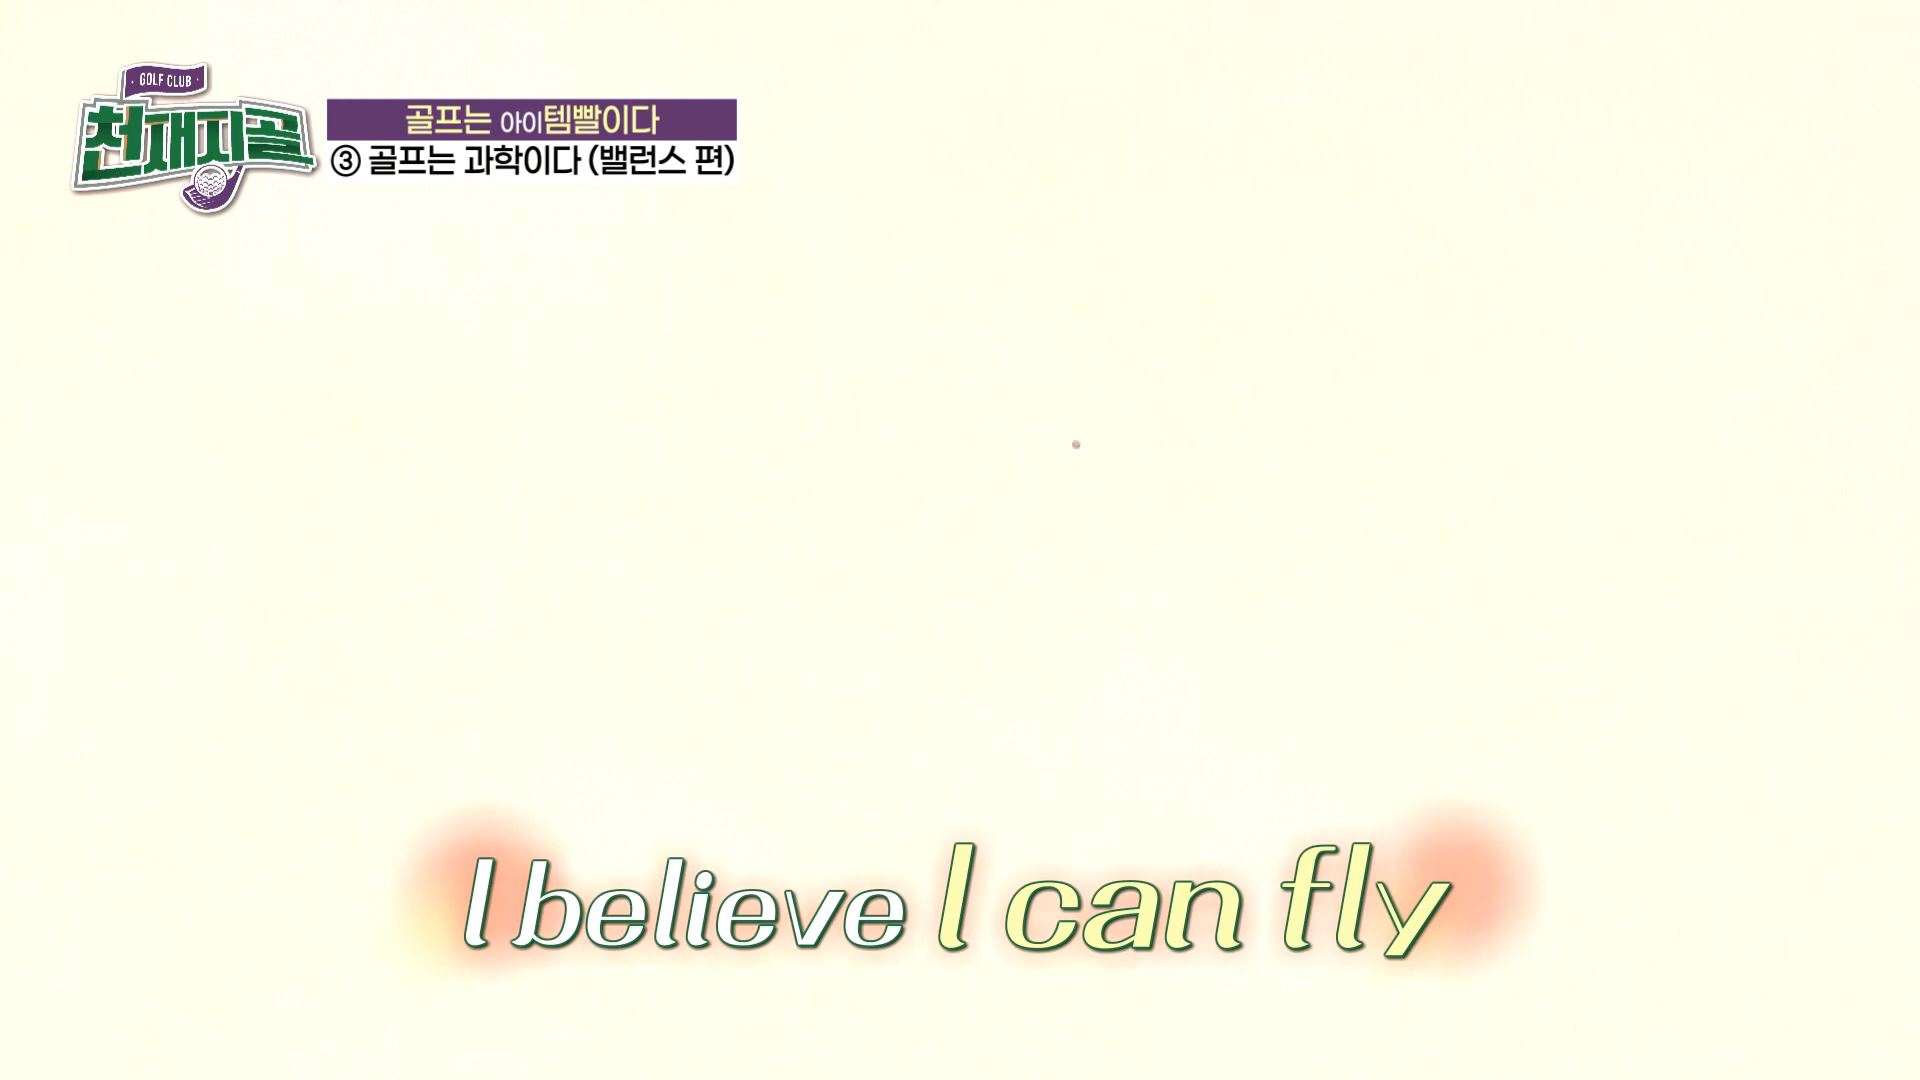 · GOLF CLUB ·
천재지골
골프는 아이템빨이다
③ 골프는 과학이다 (밸런스 편)
I believe I can fly